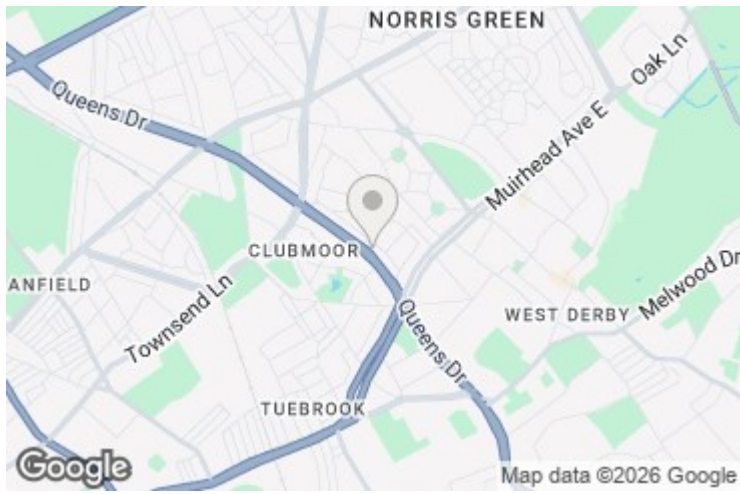 NORRIS GREEN
Oak Ln
Queens Dr
Muirhead Ave E
CLUBMOOR
ANFIELD
Townsend Ln
Melwood Dr
WEST DERBY
Queens Dr
TUEBROOK
Google
Map data ©2026 Google